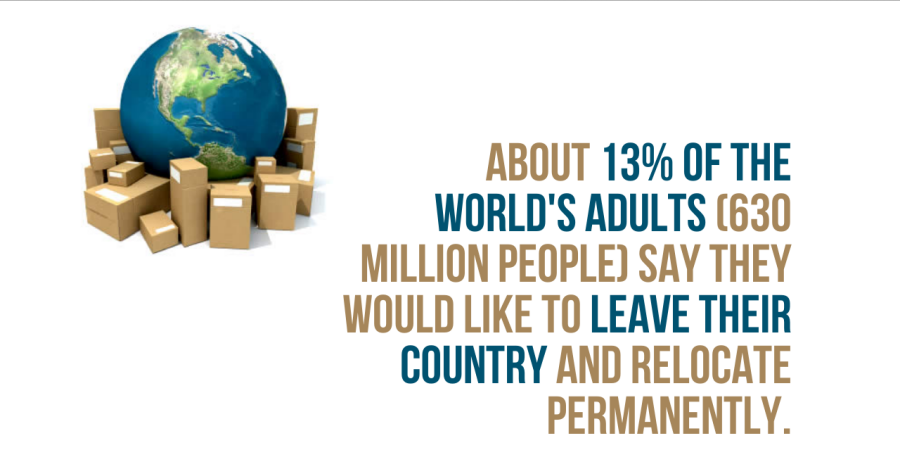 ABOUT 13% OF THE
WORLD'S ADULTS (630
MILLION PEOPLE) SAY THEY
WOULD LIKE TO LEAVE THEIR
COUNTRY AND RELOCATE
PERMANENTLY.